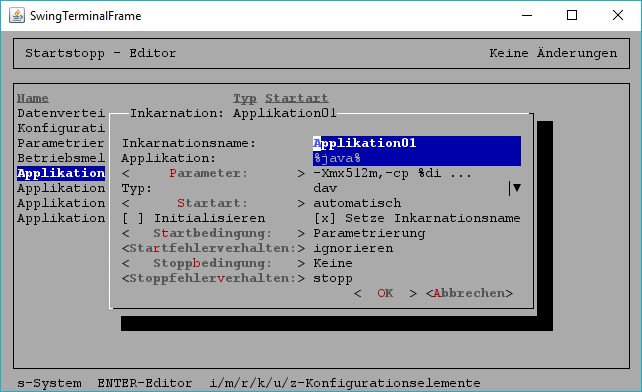 SwingTerminalFrame
Startstopp - Editor Keine Änderungen
Name Typ Startart
Datenvertei
Inkarnation: Applikation01
Konfigurati
Parametrier Inkarnationsname: Applikation01
Betriebsmel Applikation: %java%
Applikation < Parameter: > -Xmx512m,-cp %di ...
Applikation Typ: dav ▼
Applikation < Startart: > automatisch
Applikation [ ] Initialisieren [x] Setze Inkarnationsname
< Startbedingung: > Parametrierung
<Startfehlerverhalten:> ignorieren
< Stoppbedingung: > Keine
<Stoppfehlerverhalten:> stopp
< OK > <Abbrechen>
s-System ENTER-Editor i/m/r/k/u/z-Konfigurationselemente